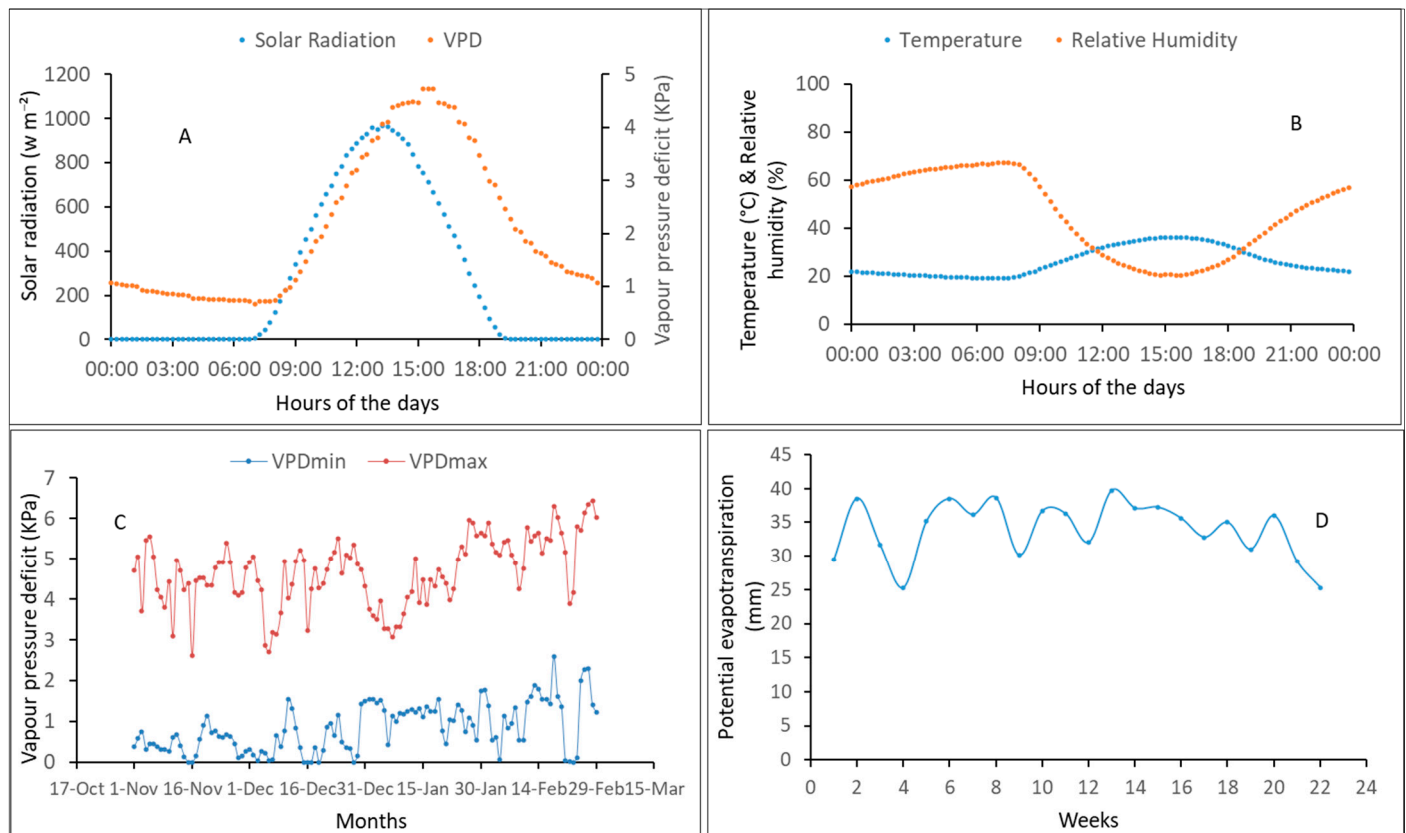 Solar Radiation VPD
1200
1000
800
600
400
200
0
5
4
3
2
1
0
Solar radiation (w m⁻²)
Vapour pressure deficit (KPa)
A
00:00 03:00 06:00 09:00 12:00 15:00 18:00 21:00 00:00
Hours of the days
Temperature Relative Humidity
100
80
60
40
20
0
Temperature (°C) & Relative
humidity (%)
B
00:00 03:00 06:00 09:00 12:00 15:00 18:00 21:00 00:00
Hours of the days
VPDmin VPDmax
7
6
5
4
3
2
1
0
Vapour pressure deficit (KPa)
C
17-Oct 1-Nov 16-Nov 1-Dec 16-Dec 31-Dec 15-Jan 30-Jan 14-Feb 29-Feb 15-Mar
Months
45
40
35
30
25
20
15
10
5
0
Potential evapotranspiration
(mm)
D
0 2 4 6 8 10 12 14 16 18 20 22 24
Weeks